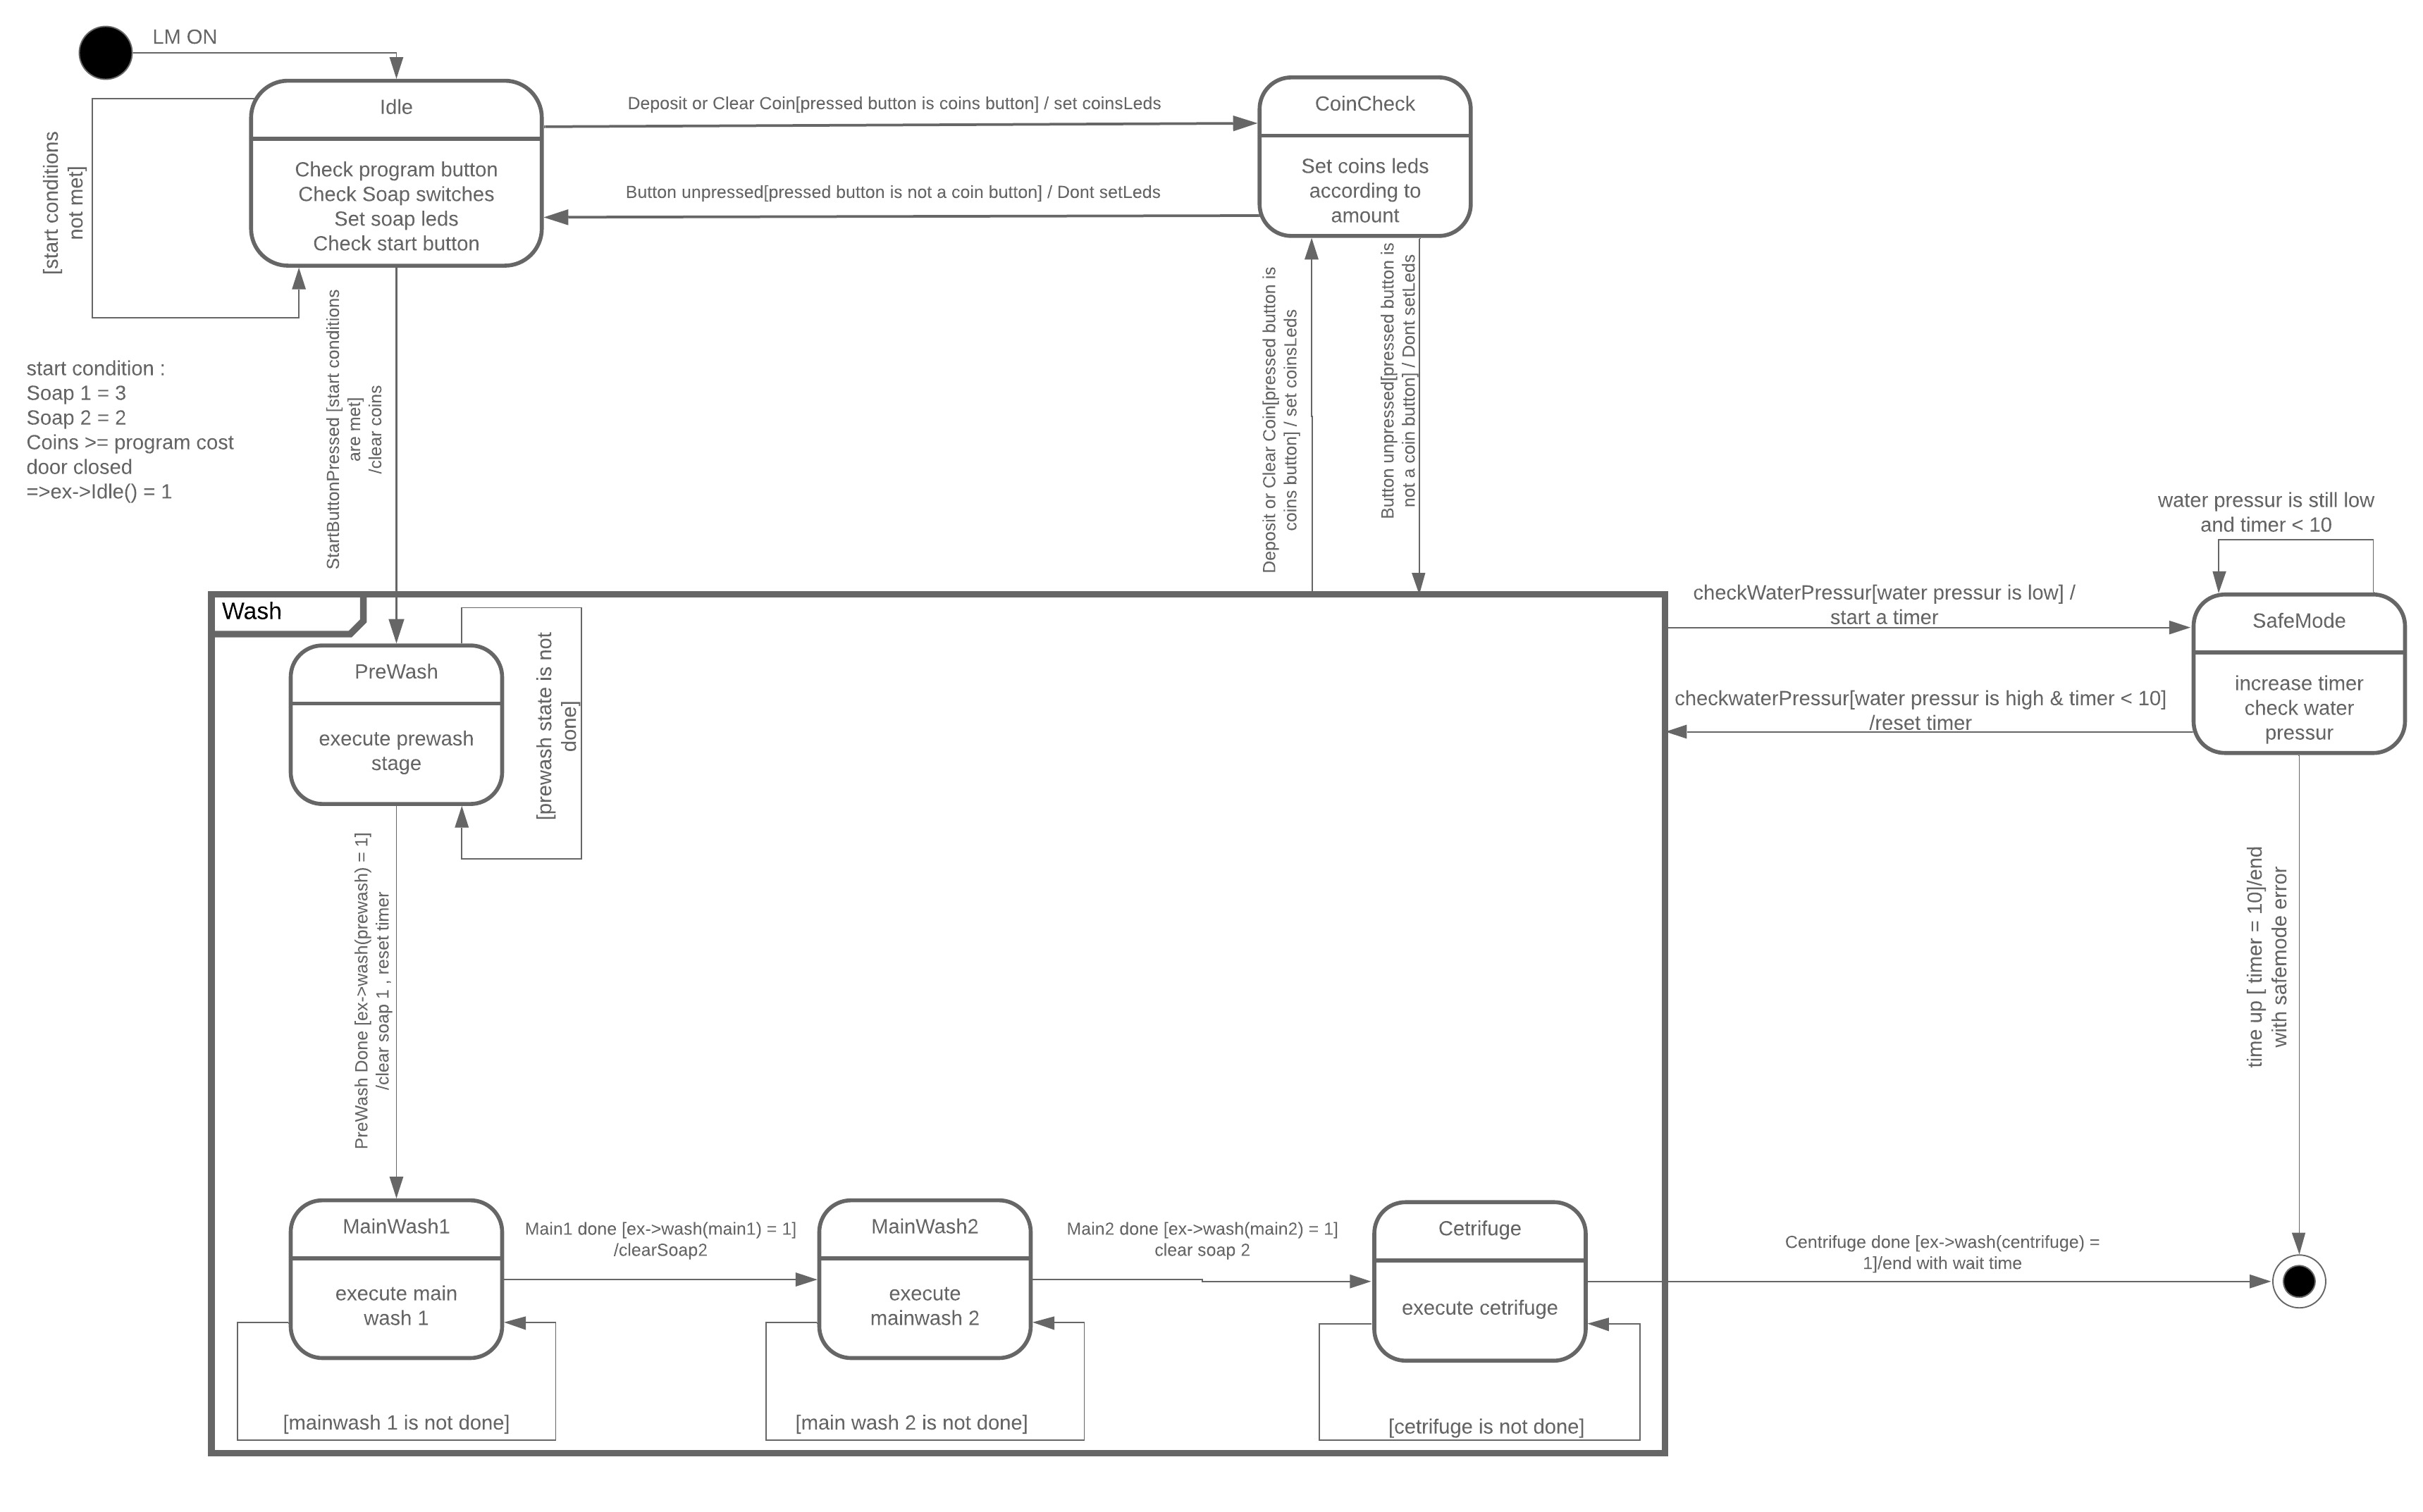 LM ON
Idle
Check program button
Check Soap switches
Set soap leds
Check start button
[start conditions
not met]
Deposit or Clear Coin[pressed button is coins button] / set coinsLeds
Button unpressed[pressed button is not a coin button] / Dont setLeds
CoinCheck
Set coins leds
according to
amount
start condition :
Soap 1 = 3
Soap 2 = 2
Coins >= program cost
door closed
=>ex->Idle() = 1
StartButtonPressed [start conditions
are met]
/clear coins
Deposit or Clear Coin[pressed button is
coins button] / set coinsLeds
Button unpressed[pressed button is
not a coin button] / Dont setLeds
water pressur is still low
and timer < 10
checkWaterPressur[water pressur is low] /
start a timer
SafeMode
increase timer
check water
pressur
checkwaterPressur[water pressur is high & timer < 10]
/reset timer
Wash
PreWash
execute prewash
stage
[prewash state is not
done]
PreWash Done [ex->wash(prewash) = 1]
/clear soap 1 , reset timer
time up [ timer = 10]/end
with safemode error
MainWash1
execute main
wash 1
[mainwash 1 is not done]
Main1 done [ex->wash(main1) = 1]
/clearSoap2
MainWash2
execute
mainwash 2
[main wash 2 is not done]
Main2 done [ex->wash(main2) = 1]
clear soap 2
Cetrifuge
execute cetrifuge
[cetrifuge is not done]
Centrifuge done [ex->wash(centrifuge) =
1]/end with wait time